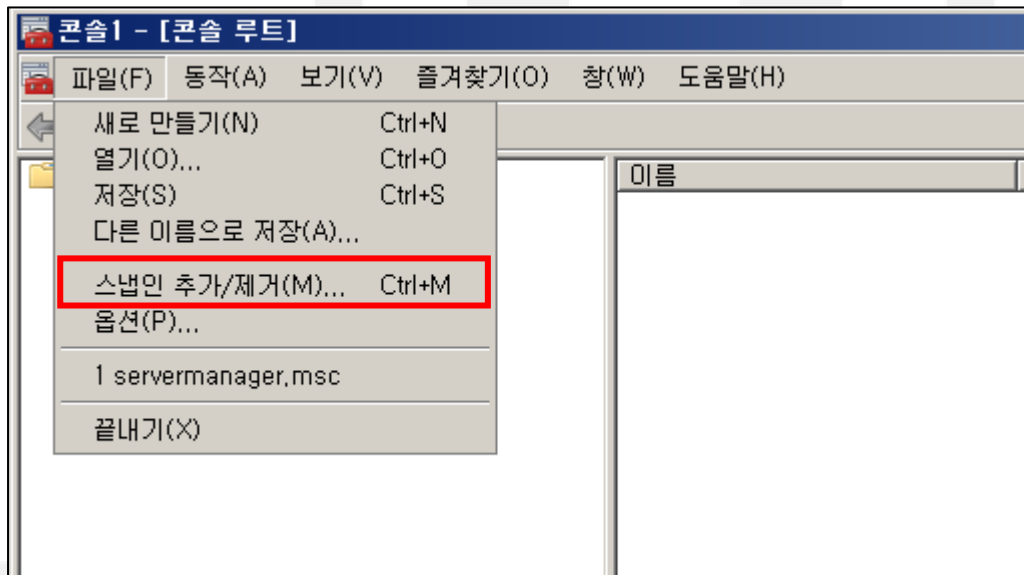 콘솔1 - [콘솔 루트]
파일(F) 동작(A) 보기(V) 즐겨찾기(O) 창(W) 도움말(H)
새로 만들기(N) Ctrl+N
열기(O)... Ctrl+O
저장(S) Ctrl+S
다른 이름으로 저장(A)...
스냅인 추가/제거(M)... Ctrl+M
옵션(P)...
1 servermanager.msc
끝내기(X)
이름